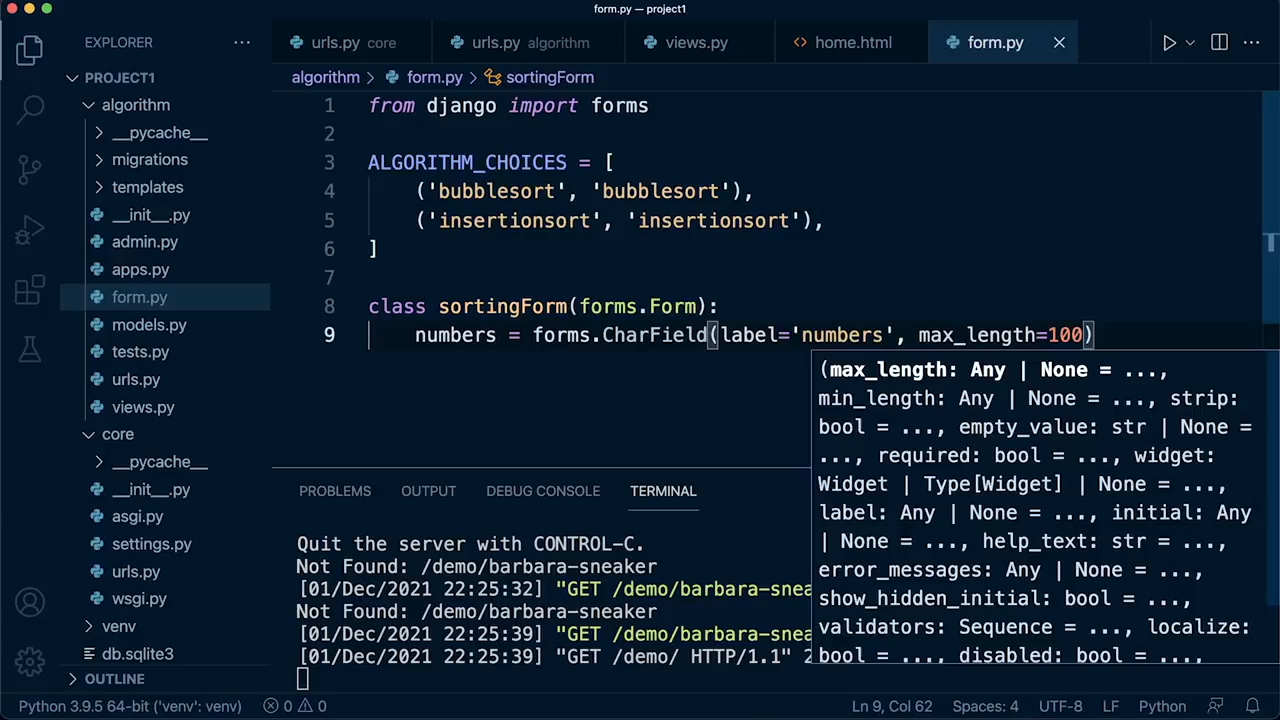 form.py — project1
EXPLORER ···
urls.py core
urls.py algorithm
views.py
home.html
form.py
PROJECT1
algorithm > form.py > sortingForm
algorithm
__pycache__
migrations
templates
__init__.py
admin.py
apps.py
form.py
models.py
tests.py
urls.py
views.py
core
__pycache__
__init__.py
asgi.py
settings.py
urls.py
wsgi.py
venv
db.sqlite3
OUTLINE
1 from django import forms
2
3 ALGORITHM_CHOICES = [
4 ('bubblesort', 'bubblesort'),
5 ('insertionsort', 'insertionsort'),
6 ]
7
8 class sortingForm(forms.Form):
9 numbers = forms.CharField(label='numbers', max_length=100)
(max_length: Any | None = ...,
min_length: Any | None = ..., strip:
bool = ..., empty_value: str | None =
..., required: bool = ..., widget:
Widget | Type[Widget] | None = ...,
label: Any | None = ..., initial: Any
| None = ..., help_text: str = ...,
error_messages: Any | None = ...,
show_hidden_initial: bool = ...,
validators: Sequence = ..., localize:
bool = ..., disabled: bool = ...,
PROBLEMS OUTPUT DEBUG CONSOLE TERMINAL
Quit the server with CONTROL-C.
Not Found: /demo/barbara-sneaker
[01/Dec/2021 22:25:32] "GET /demo/barbara-snea
Not Found: /demo/barbara-sneaker
[01/Dec/2021 22:25:39] "GET /demo/barbara-snea
[01/Dec/2021 22:25:39] "GET /demo/ HTTP/1.1" 2
Python 3.9.5 64-bit ('venv': venv) 0 0 Ln 9, Col 62 Spaces: 4 UTF-8 LF Python